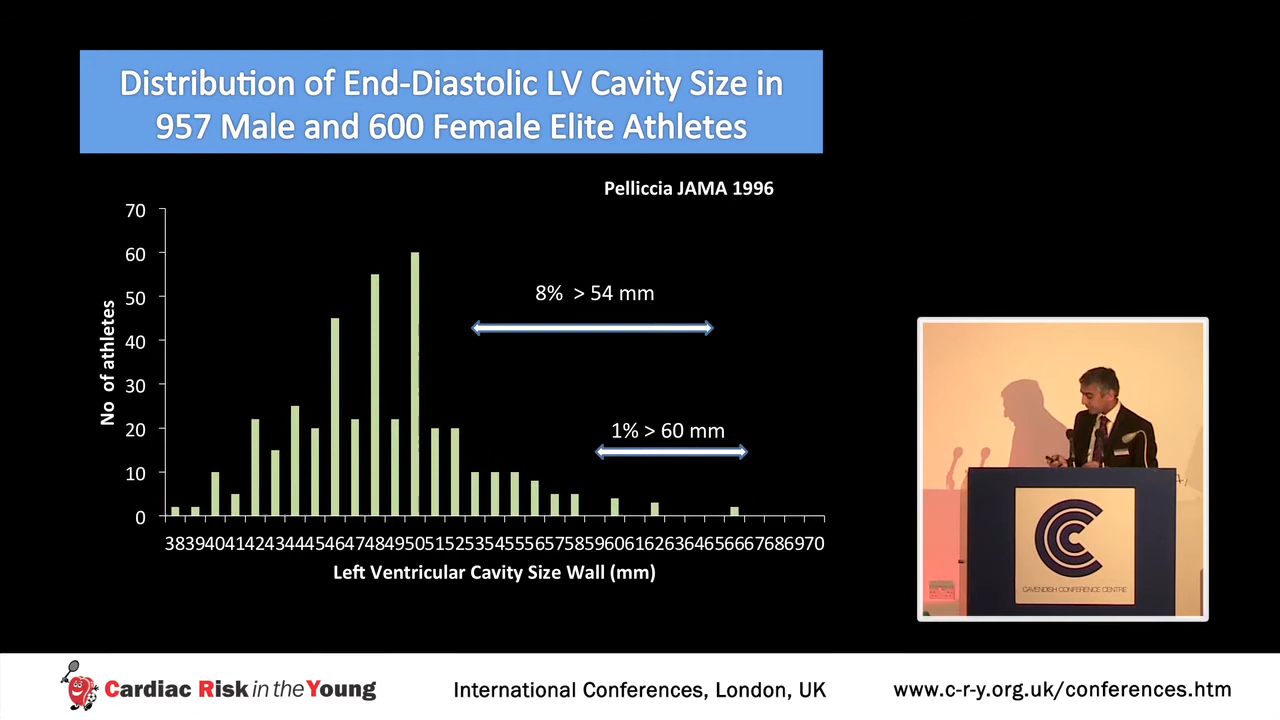 Distribution of End-Diastolic LV Cavity Size in
957 Male and 600 Female Elite Athletes
Pelliccia JAMA 1996
70
60
50
40
30
20
10
0
No of athletes
8% > 54 mm
1% > 60 mm
38 39 40 41 42 43 44 45 46 47 48 49 50 51 52 53 54 55 56 57 58 59 60 61 62 63 64 65 66 67 68 69 70
Left Ventricular Cavity Size Wall (mm)
CAVENDISH CONFERENCE CENTRE
Cardiac Risk in the Young
International Conferences, London, UK
www.c-r-y.org.uk/conferences.htm